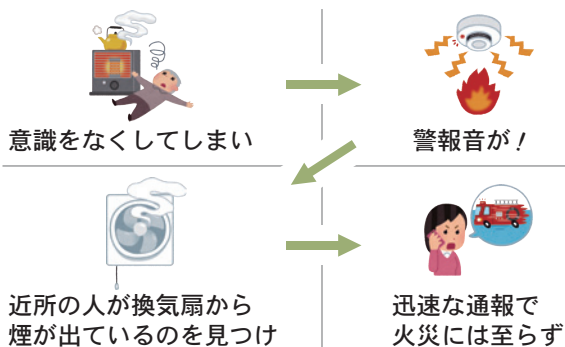 意識をなくしてしまい
警報音が!
近所の人が換気扇から
煙が出ているのを見つけ
迅速な通報で
火災には至らず